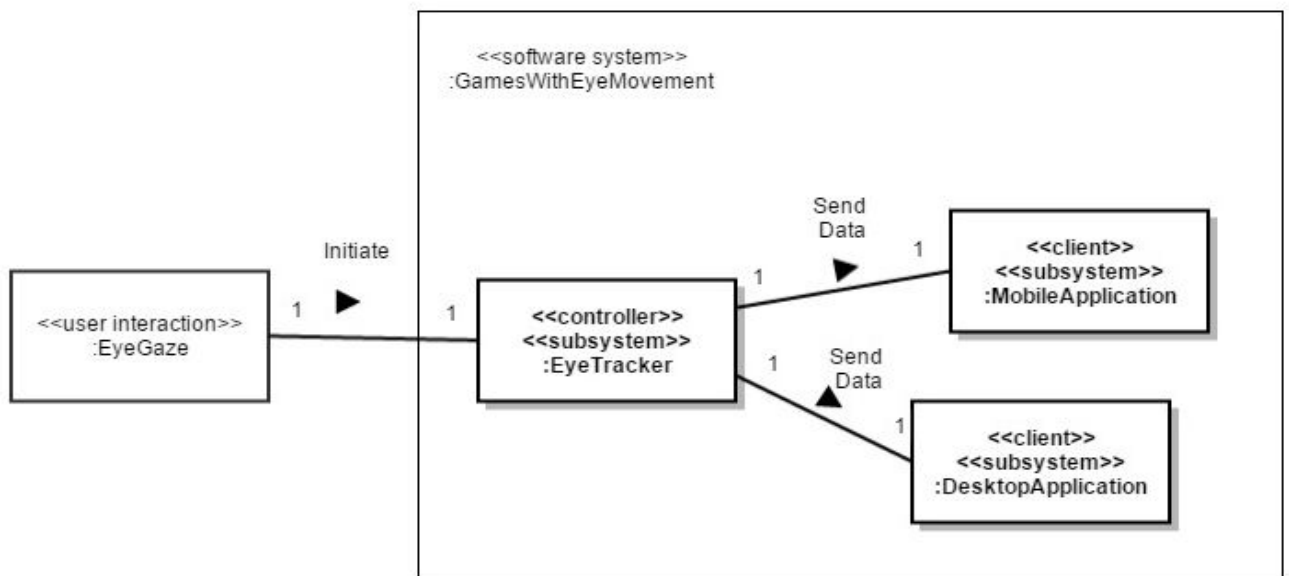 <<software system>>
:GamesWithEyeMovement
Initiate
1
1
<<user interaction>>
:EyeGaze
<<controller>>
<<subsystem>>
:EyeTracker
Send
Data
1
1
<<client>>
<<subsystem>>
:MobileApplication
Send
Data
1
1
<<client>>
<<subsystem>>
:DesktopApplication